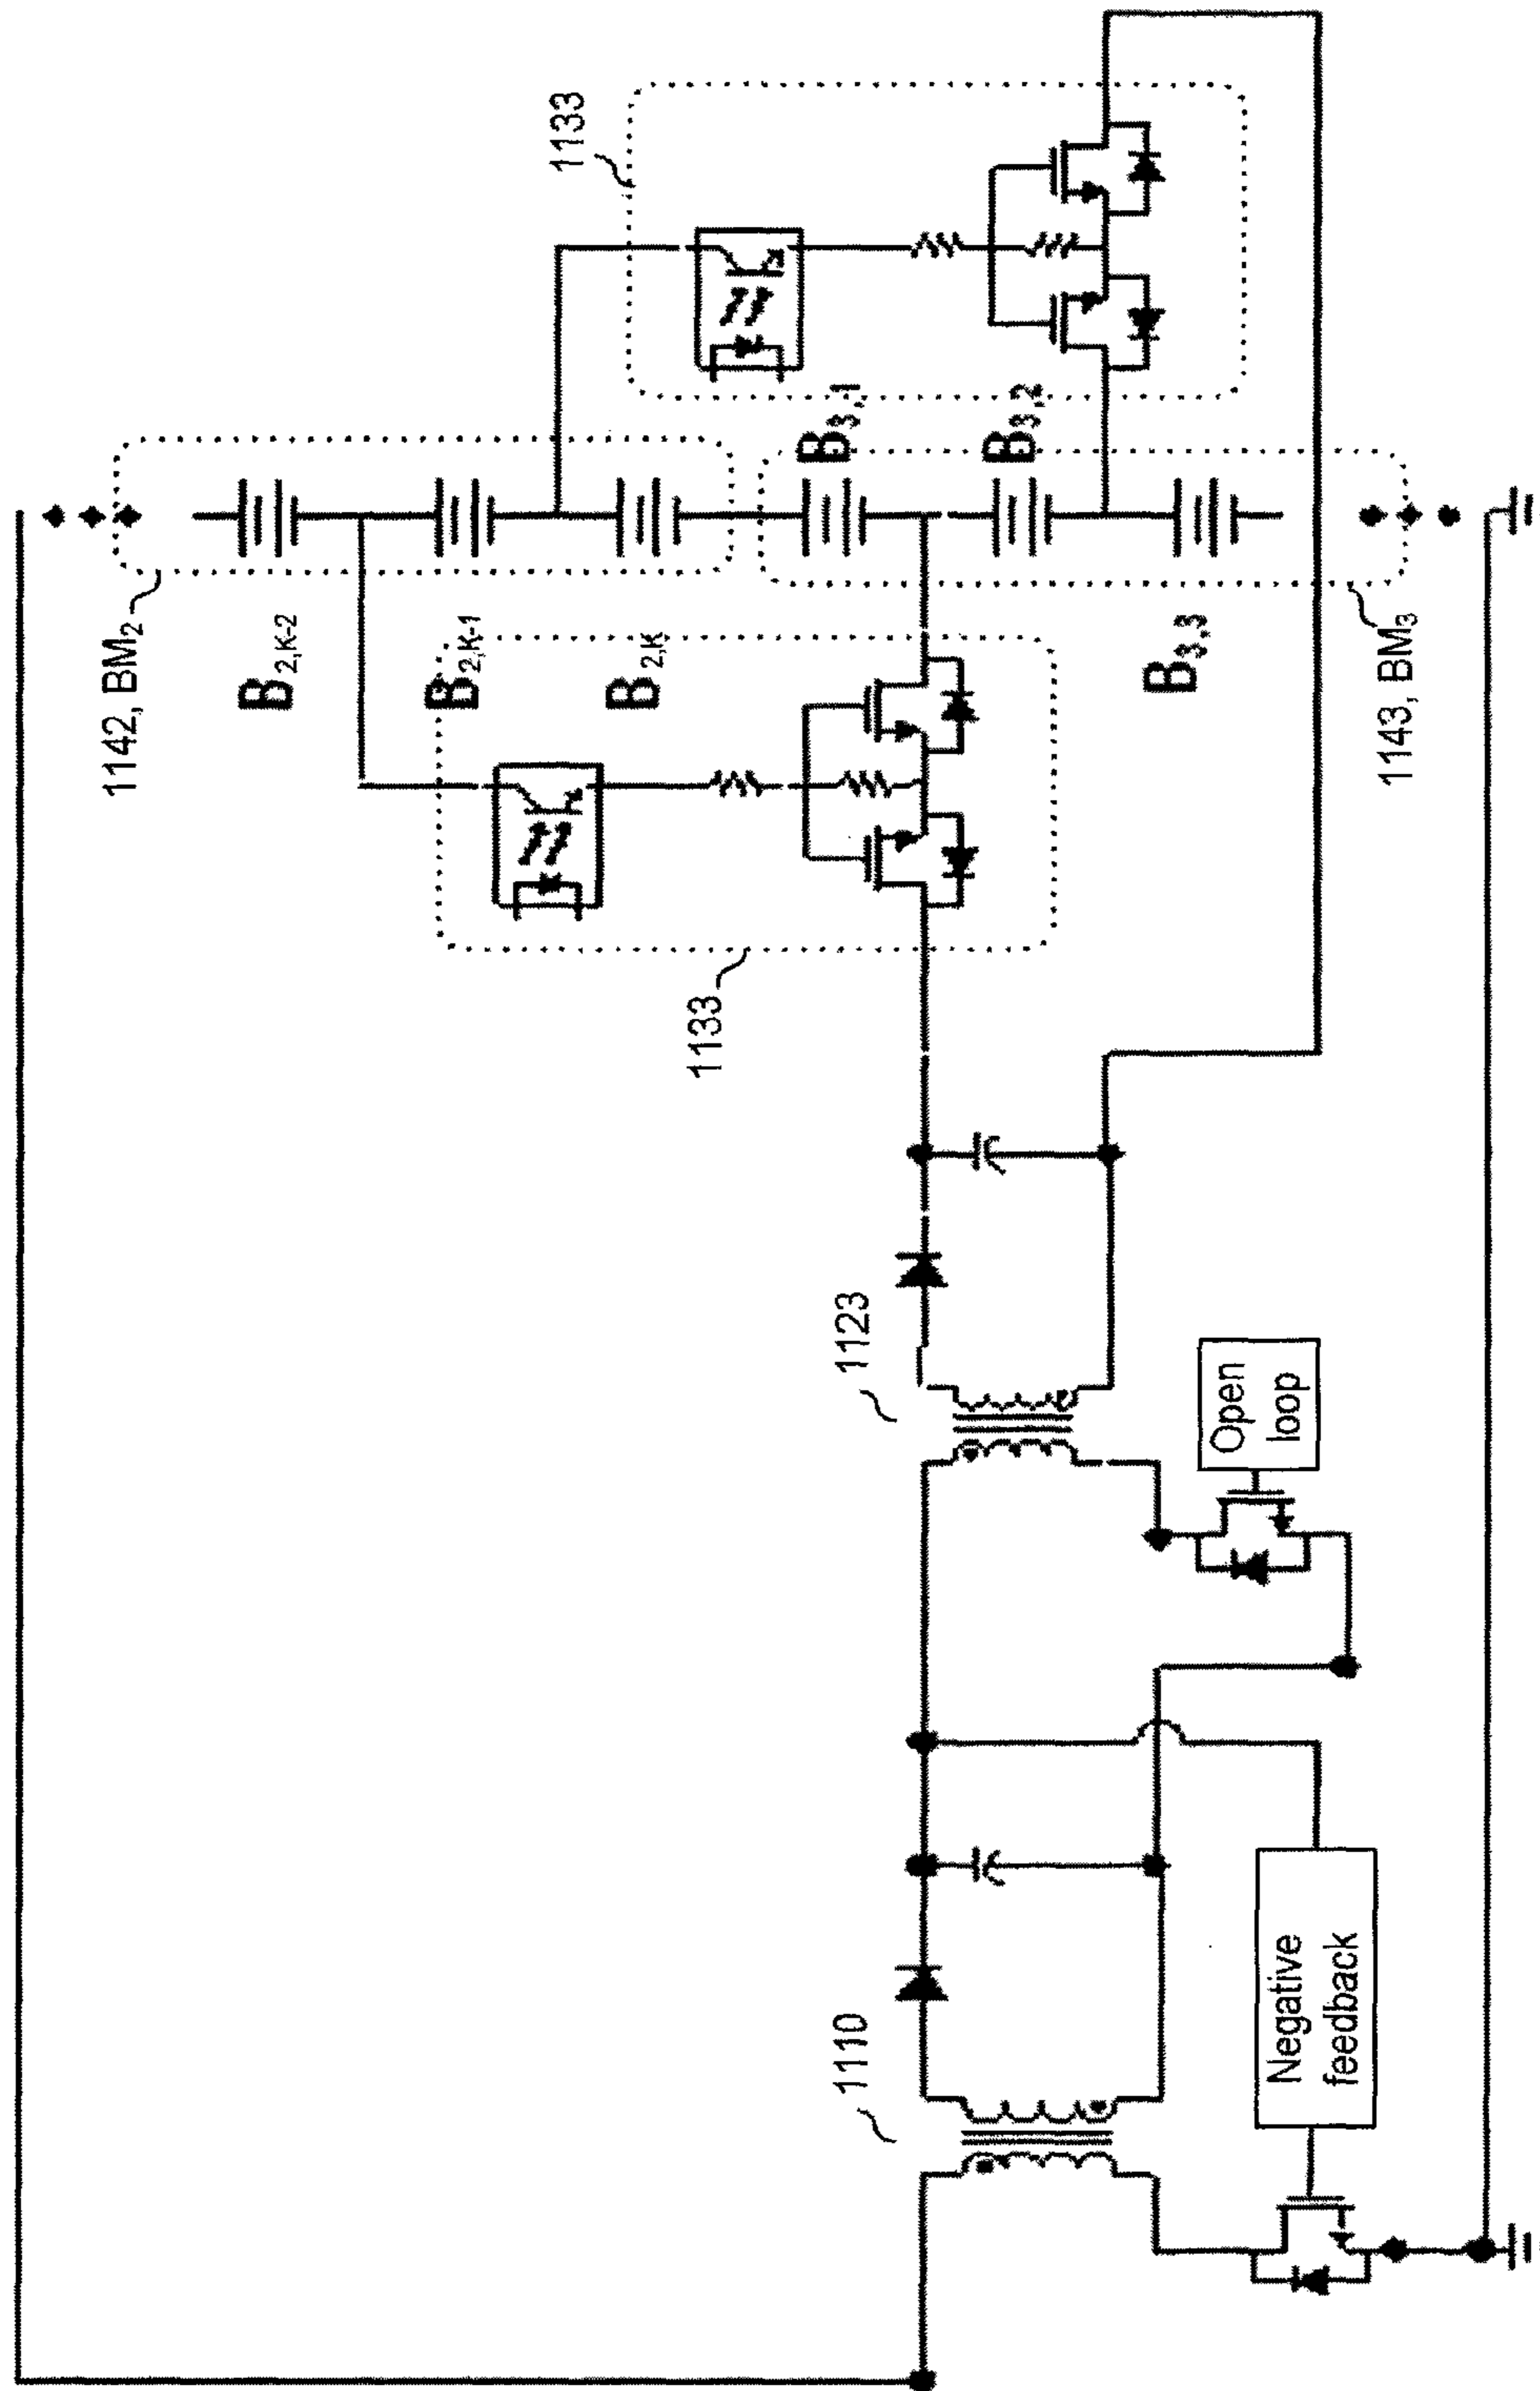 1133
1142, BM₂
B₂,K-2
B₂,K-1
B₂,K
B₃,₁
B₃,₂
B₃,₃
1143, BM₃
1133
1123
Open
loop
1110
Negative
feedback